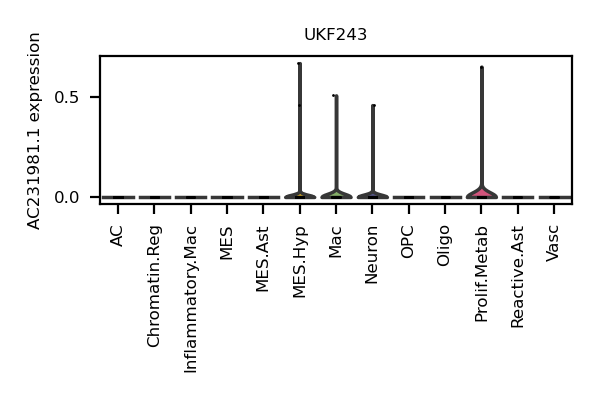 UKF243
AC231981.1 expression
0.5
0.0
AC
Chromatin.Reg
Inflammatory.Mac
MES
MES.Ast
MES.Hyp
Mac
Neuron
OPC
Oligo
Prolif.Metab
Reactive.Ast
Vasc